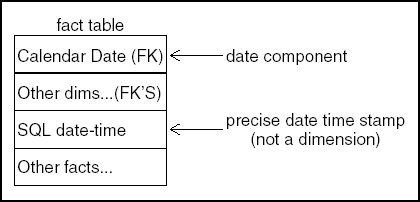 fact table
Calendar Date (FK)
date component
Other dims...(FK'S)
SQL date-time
precise date time stamp
(not a dimension)
Other facts...